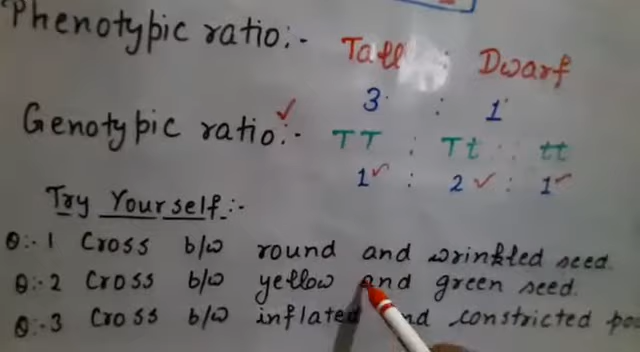 Phenotypic ratio:- Tall : Dwarf
3 : 1
Genotypic ratio:- TT : Tt : tt
1 : 2 : 1
Try Yourself:-
Q:-1 Cross b/w round and wrinkled seed.
Q:-2 Cross b/w yellow and green seed.
Q:-3 Cross b/w inflated and constricted